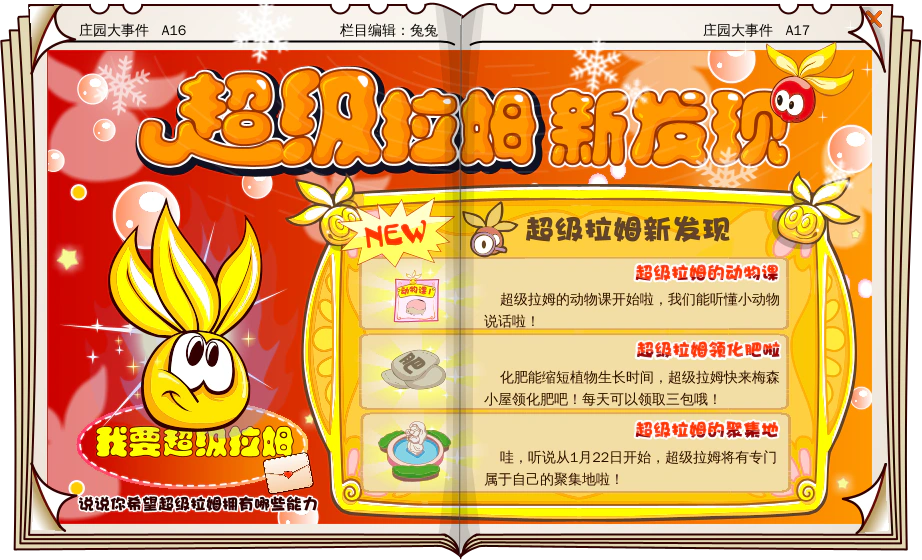 庄园大事件 A16
栏目编辑：兔兔
庄园大事件 A17
超级拉姆新发现
NEW
超级拉姆新发现
动物课！
超级拉姆的动物课
超级拉姆的动物课开始啦，我们能听懂小动物
说话啦！
肥
超级拉姆领化肥啦
化肥能缩短植物生长时间，超级拉姆快来梅森
小屋领化肥吧！每天可以领取三包哦！
超级拉姆的聚集地
哇，听说从1月22日开始，超级拉姆将有专门
属于自己的聚集地啦！
我要超级拉姆
说说你希望超级拉姆拥有哪些能力